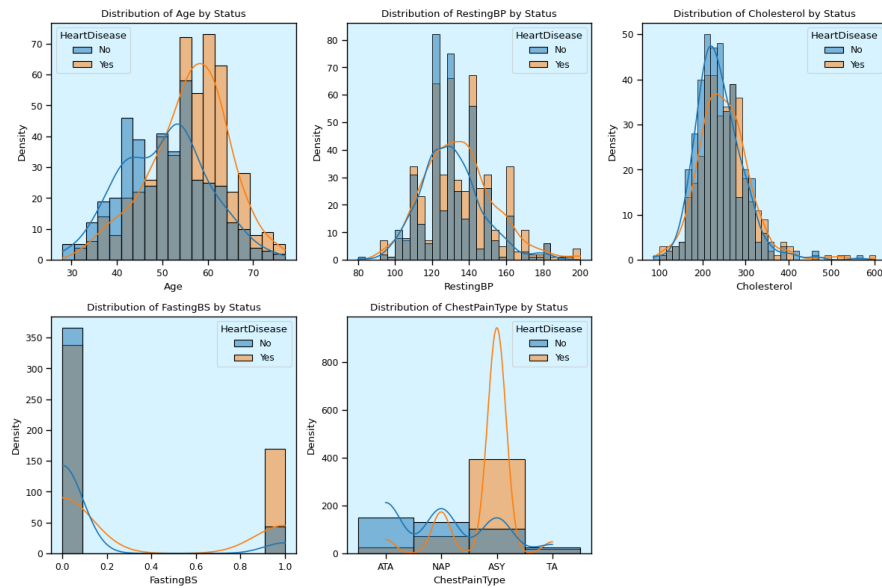 Distribution of Age by Status
HeartDisease
No
Yes
Density
0
10
20
30
40
50
60
70
30
40
50
60
70
Age
Distribution of RestingBP by Status
HeartDisease
No
Yes
Density
0
10
20
30
40
50
60
70
80
80
100
120
140
160
180
200
RestingBP
Distribution of Cholesterol by Status
HeartDisease
No
Yes
Density
0
10
20
30
40
50
100
200
300
400
500
600
Cholesterol
Distribution of FastingBS by Status
HeartDisease
No
Yes
Density
0
50
100
150
200
250
300
350
0.0
0.2
0.4
0.6
0.8
1.0
FastingBS
Distribution of ChestPainType by Status
HeartDisease
No
Yes
Density
0
200
400
600
800
ATA
NAP
ASY
TA
ChestPainType